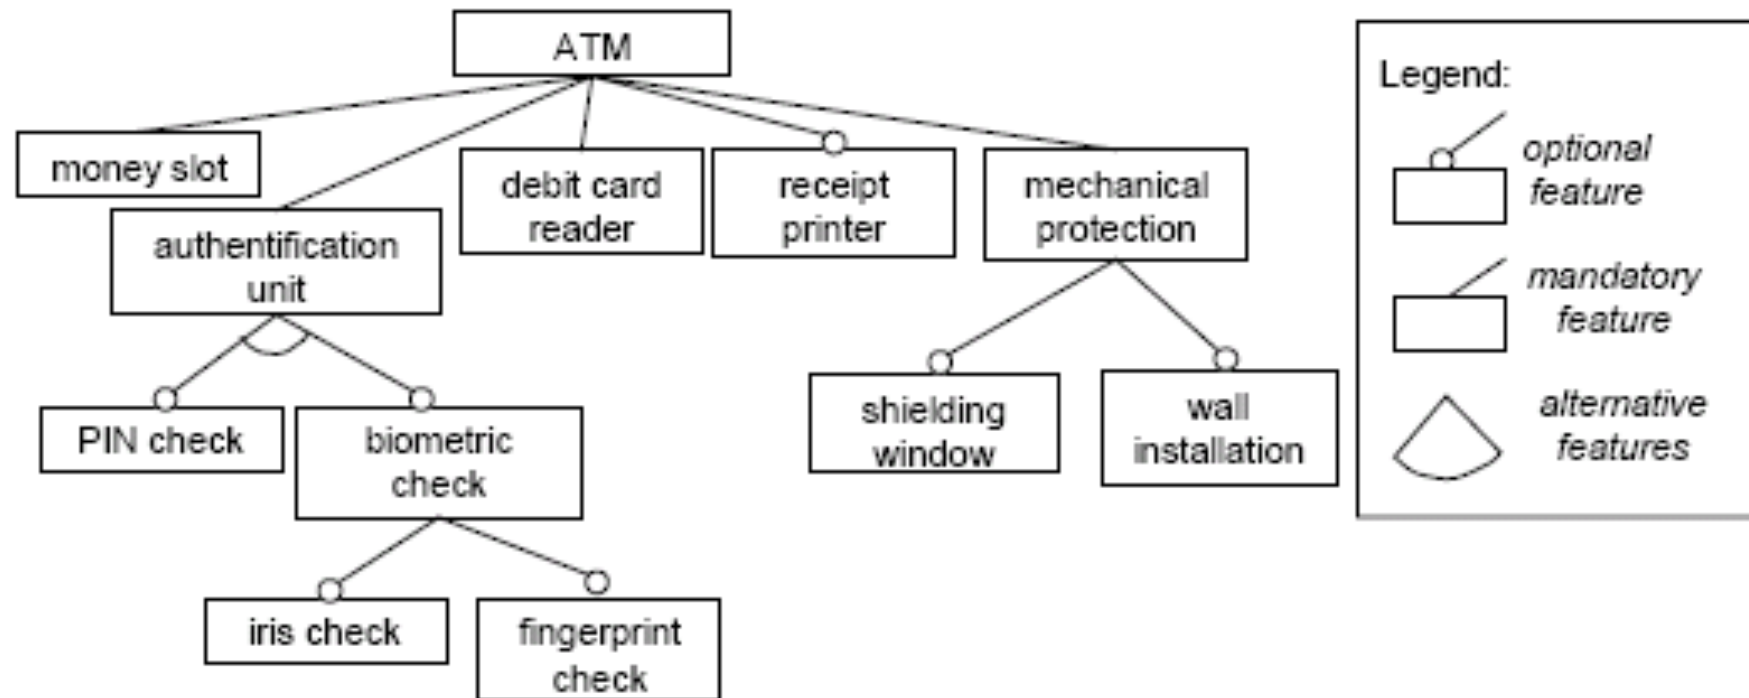 ATM
Legend:
money slot
authentification
unit
debit card
reader
receipt
printer
mechanical
protection
PIN check
biometric
check
shielding
window
wall
installation
iris check
fingerprint
check
optional
feature
mandatory
feature
alternative
features